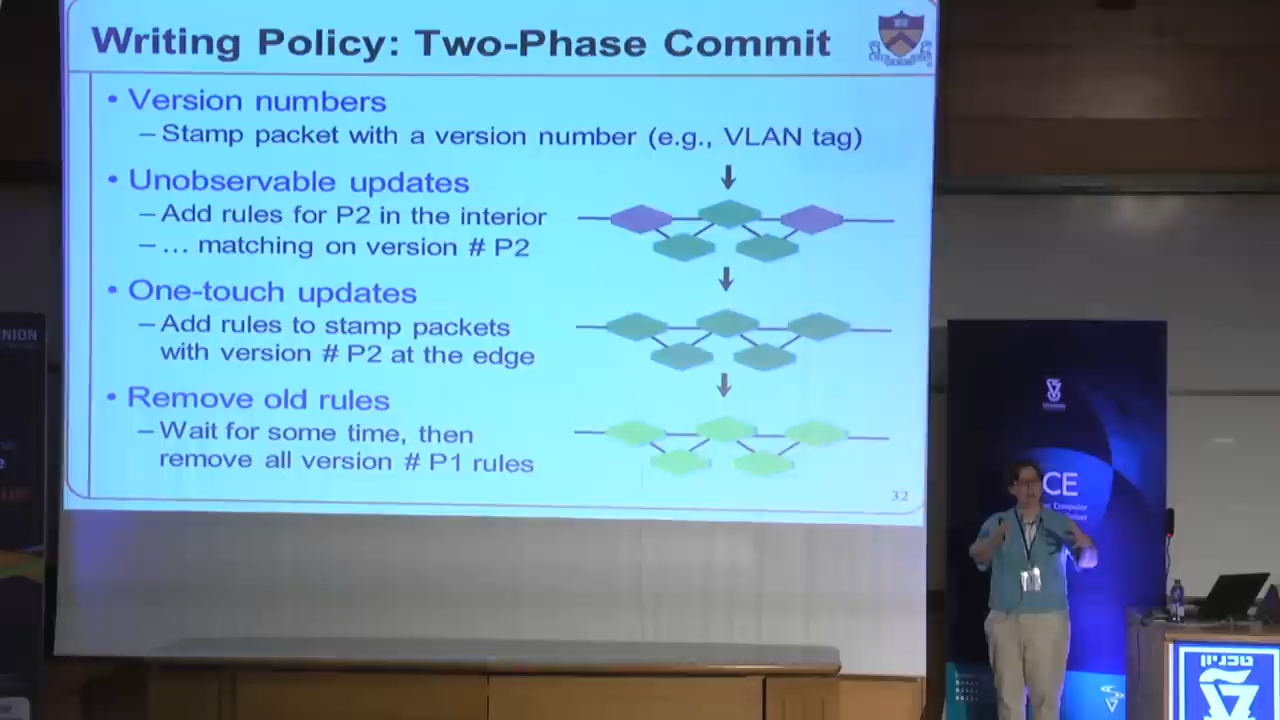 Writing Policy: Two-Phase Commit
• Version numbers
– Stamp packet with a version number (e.g., VLAN tag)
• Unobservable updates
– Add rules for P2 in the interior
– ... matching on version # P2
• One-touch updates
– Add rules to stamp packets
with version # P2 at the edge
• Remove old rules
– Wait for some time, then
remove all version # P1 rules
32
NION
CE
Computer
טכניון